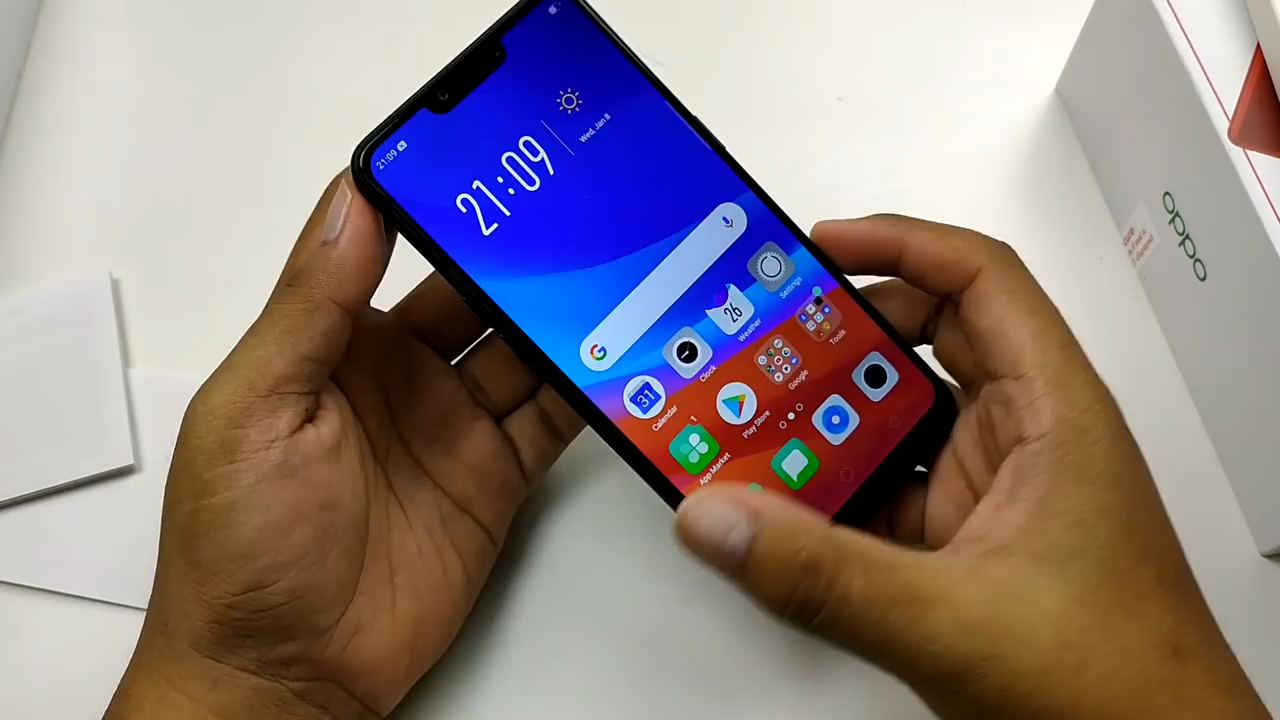 21:09
21:09
Wed, Jan 8
G
Settings
26
Weather
Clock
31
Calendar
Tools
Google
Play Store
1
App Market
oppo